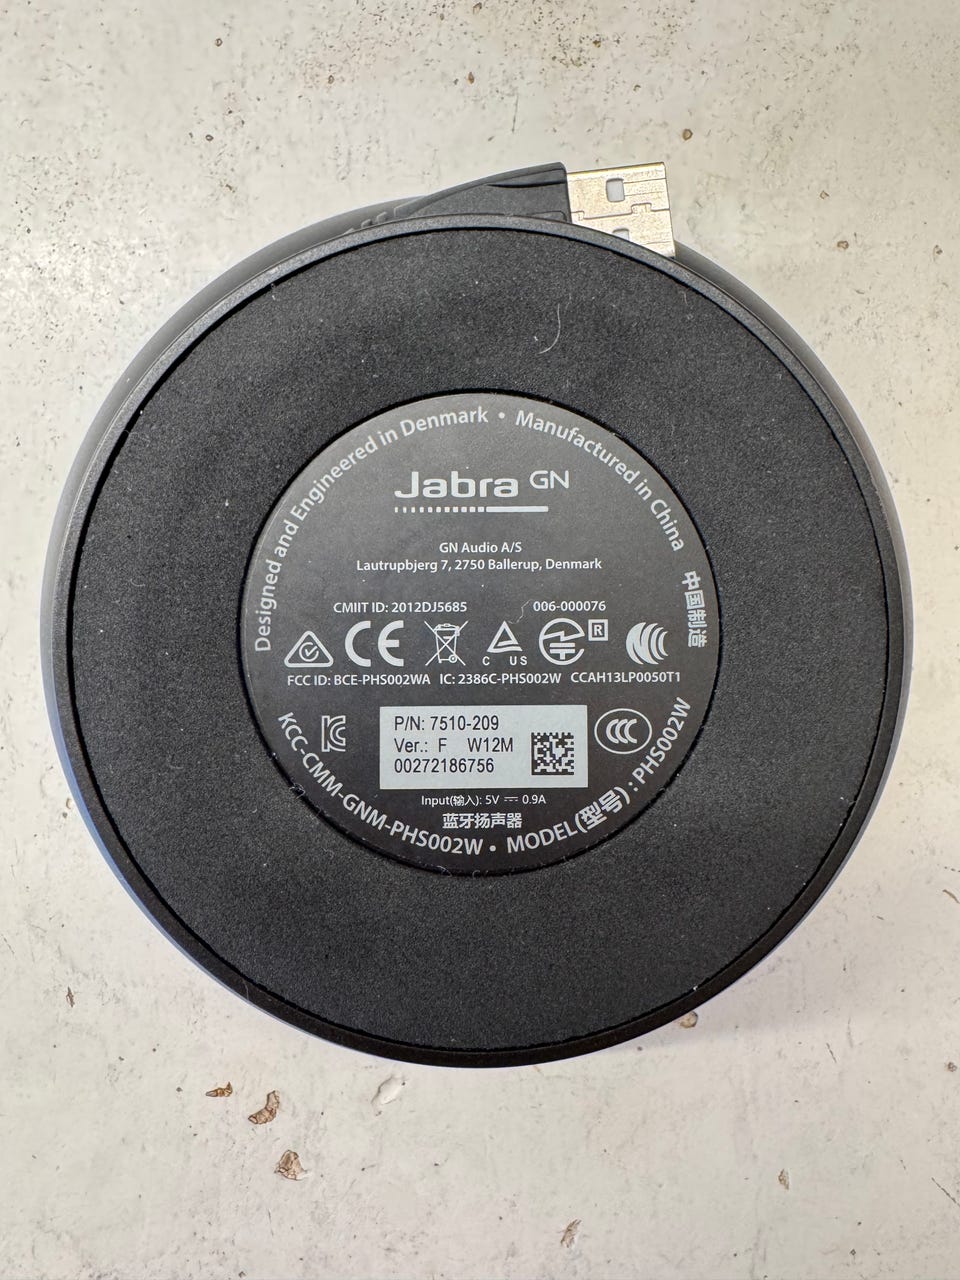 Designed and Engineered in Denmark • Manufactured in China 中国制造
Jabra GN
GN Audio A/S
Lautrupbjerg 7, 2750 Ballerup, Denmark
CMIIT ID: 2012DJ5685 006-000076
CE
R
C US
FCC ID: BCE-PHS002WA IC: 2386C-PHS002W CCAH13LP0050T1
P/N: 7510-209
Ver.: F W12M
00272186756
CCC
Input(输入): 5V 0.9A
蓝牙扬声器
KCC-CMM-GNM-PHS002W • MODEL(型号): PHS002W